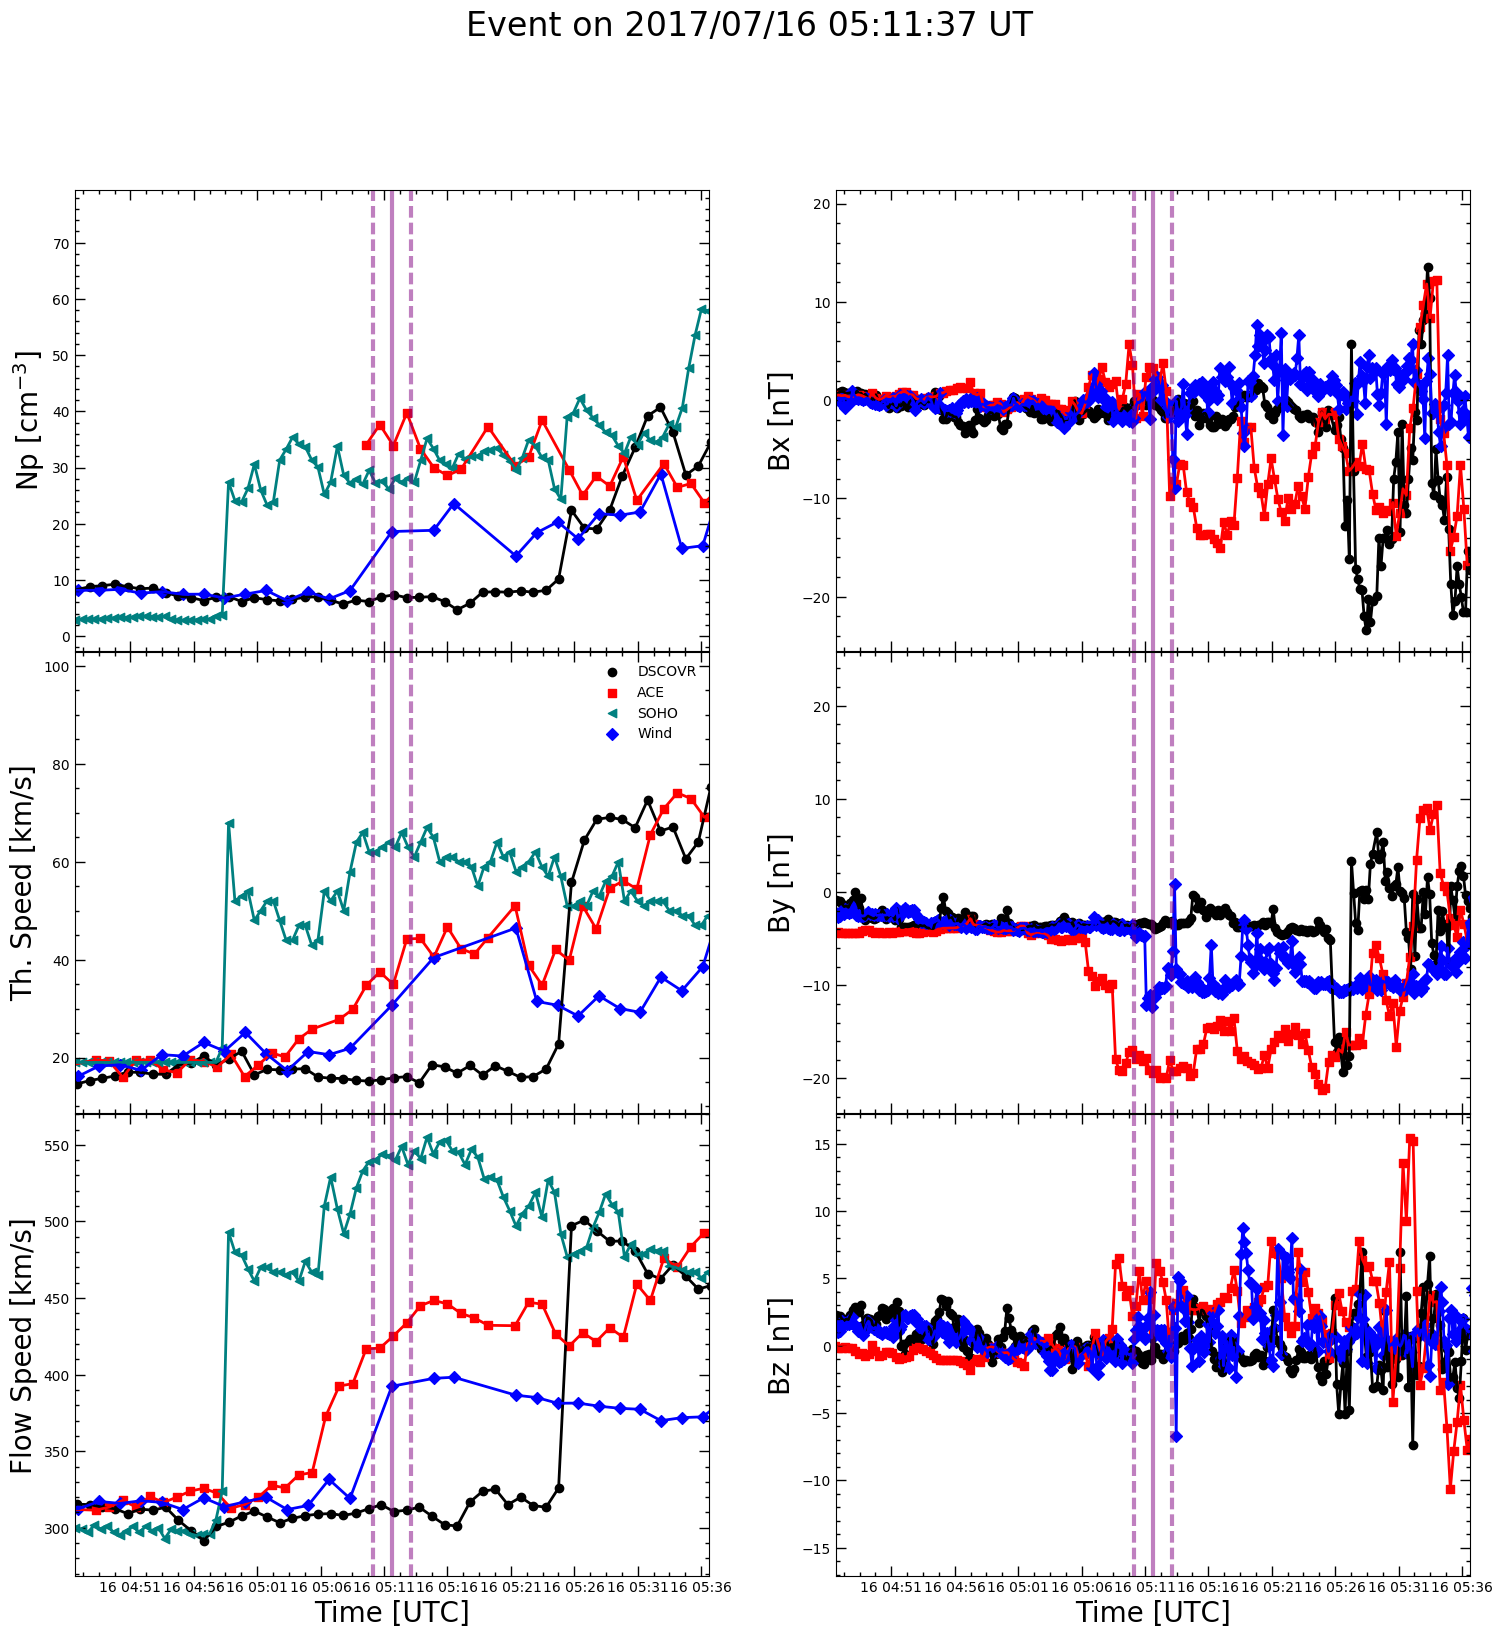 Event on 2017/07/16 05:11:37 UT
Np [cm⁻³]
70
60
50
40
30
20
10
0
Th. Speed [km/s]
100
80
60
40
20
DSCOVR
ACE
SOHO
Wind
Flow Speed [km/s]
550
500
450
400
350
300
16 04:51 16 04:56 16 05:01 16 05:06 16 05:11 16 05:16 16 05:21 16 05:26 16 05:31 16 05:36
Time [UTC]
Bx [nT]
20
10
0
−10
−20
By [nT]
20
10
0
−10
−20
Bz [nT]
15
10
5
0
−5
−10
−15
16 04:51 16 04:56 16 05:01 16 05:06 16 05:11 16 05:16 16 05:21 16 05:26 16 05:31 16 05:36
Time [UTC]